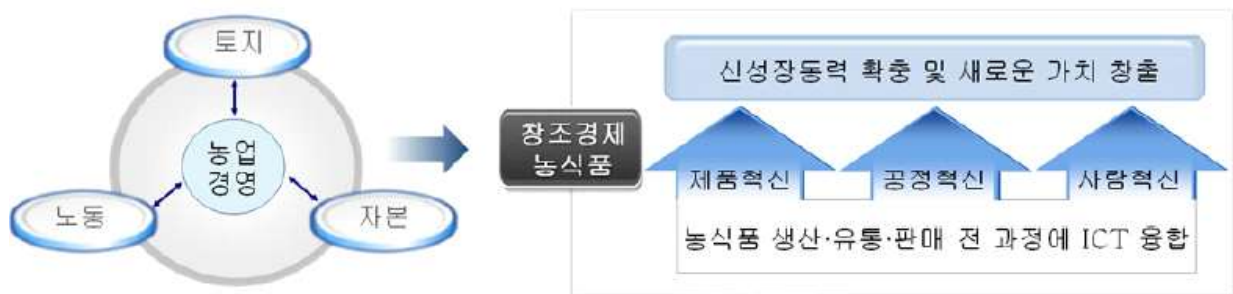 토지
농업
경영
노동
자본
창조경제
농식품
신성장동력 확충 및 새로운 가치 창출
제품혁신
공정혁신
사람혁신
농식품 생산·유통·판매 전 과정에 ICT 융합